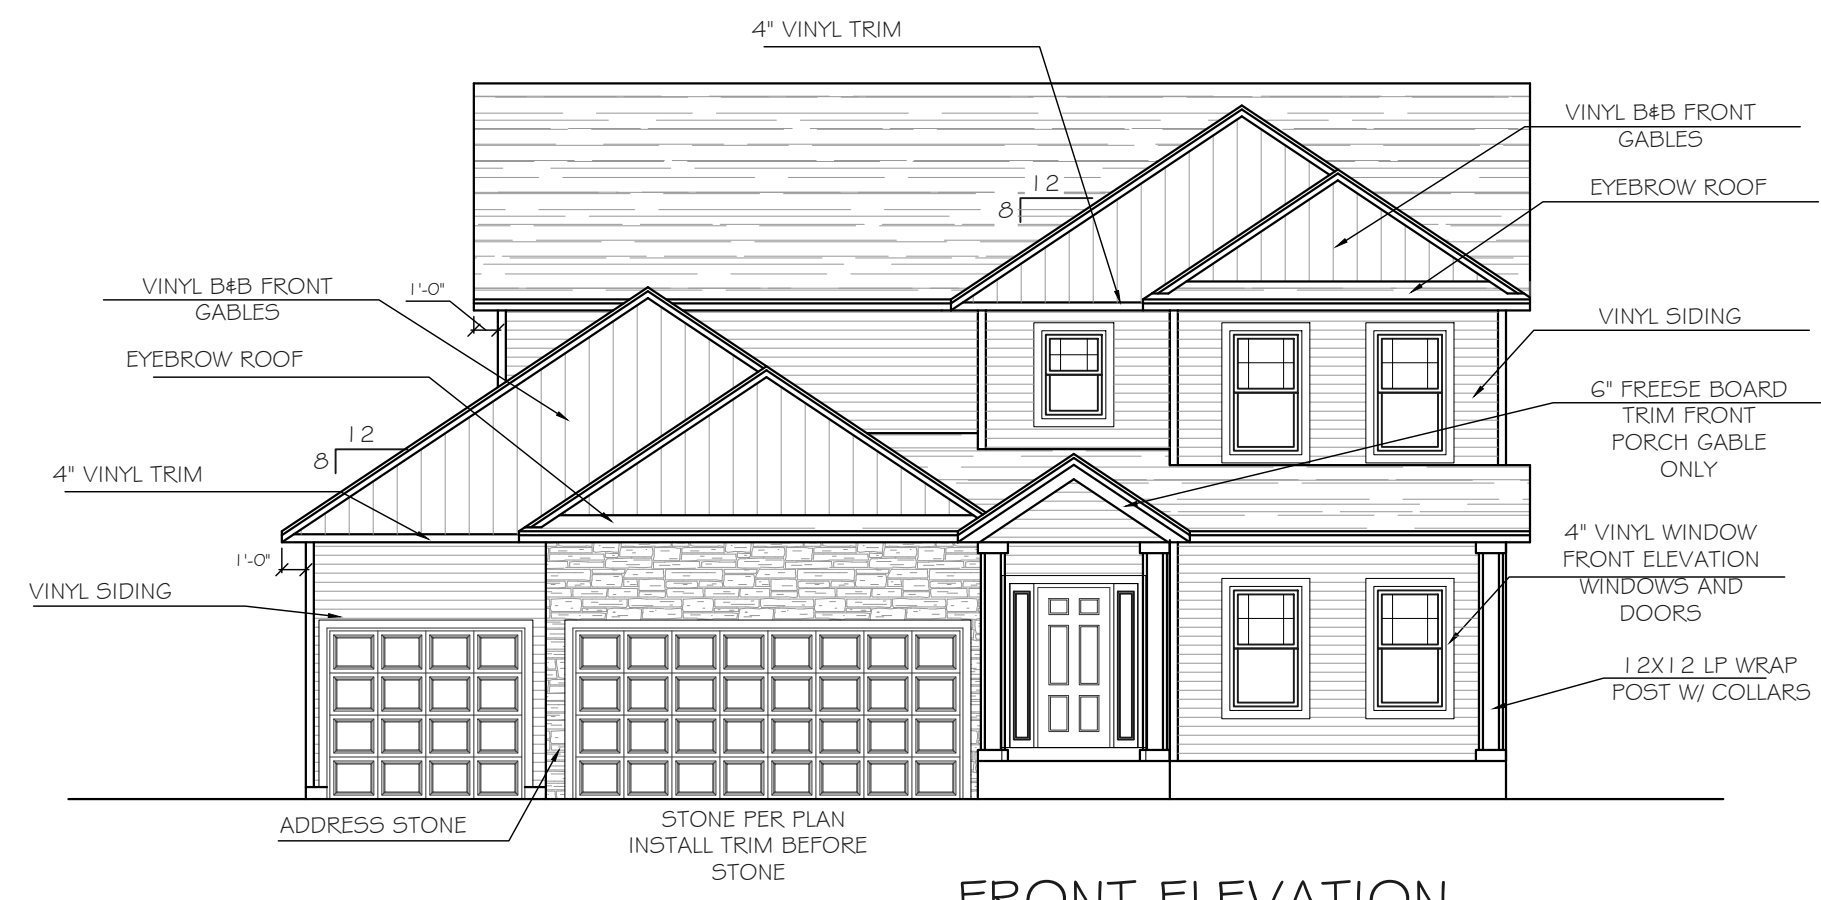 4" VINYL TRIM
VINYL B&B FRONT
GABLES
EYEBROW ROOF
12
8
VINYL B&B FRONT
GABLES
1'-0"
EYEBROW ROOF
VINYL SIDING
6" FREESE BOARD
TRIM FRONT
PORCH GABLE
ONLY
12
8
4" VINYL TRIM
1'-0"
VINYL SIDING
4" VINYL WINDOW
FRONT ELEVATION
WINDOWS AND
DOORS
12X12 LP WRAP
POST W/ COLLARS
ADDRESS STONE
STONE PER PLAN
INSTALL TRIM BEFORE
STONE
FRONT ELEVATION